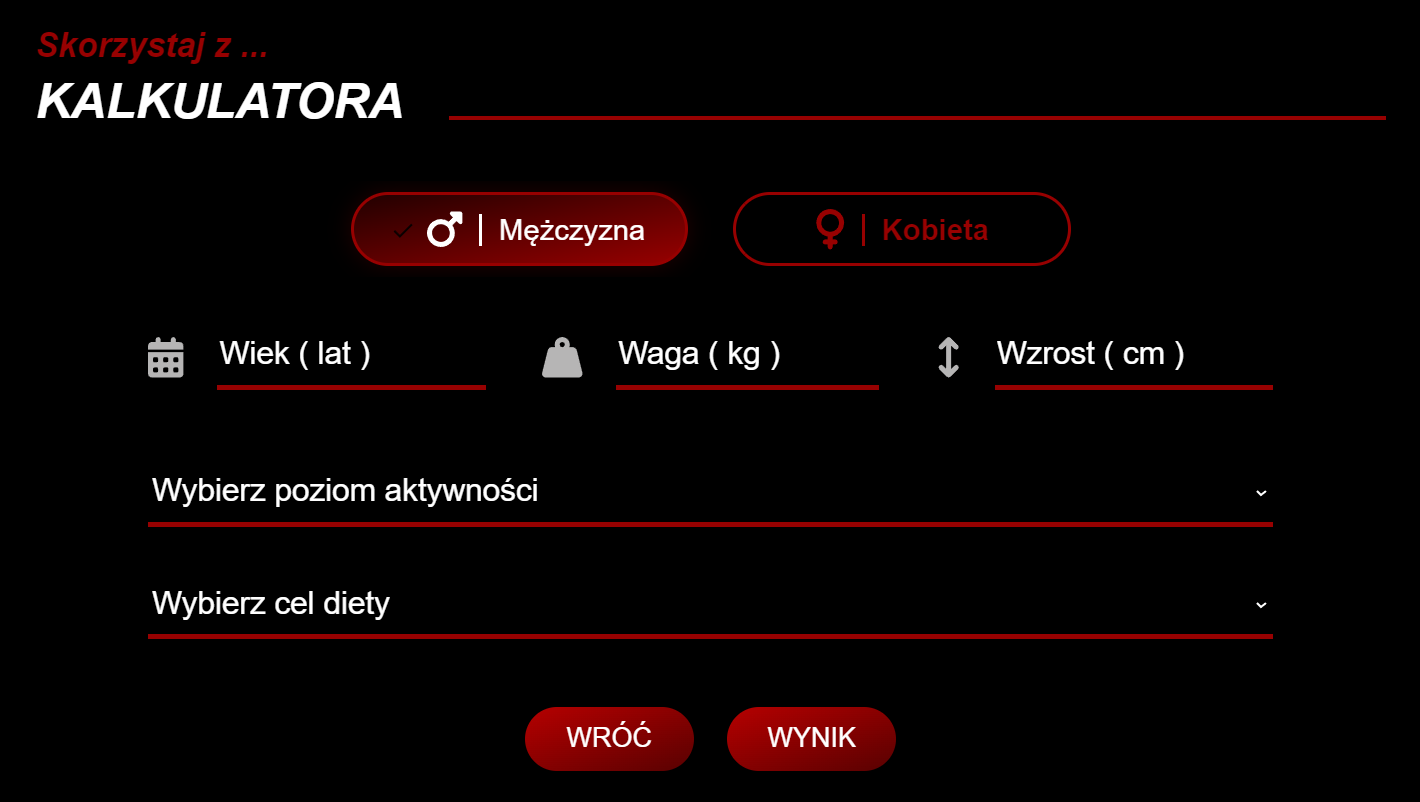 Skorzystaj z ...
KALKULATORA
Mężczyzna
Kobieta
Wiek ( lat )
Waga ( kg )
Wzrost ( cm )
Wybierz poziom aktywności
Wybierz cel diety
WRÓĆ
WYNIK